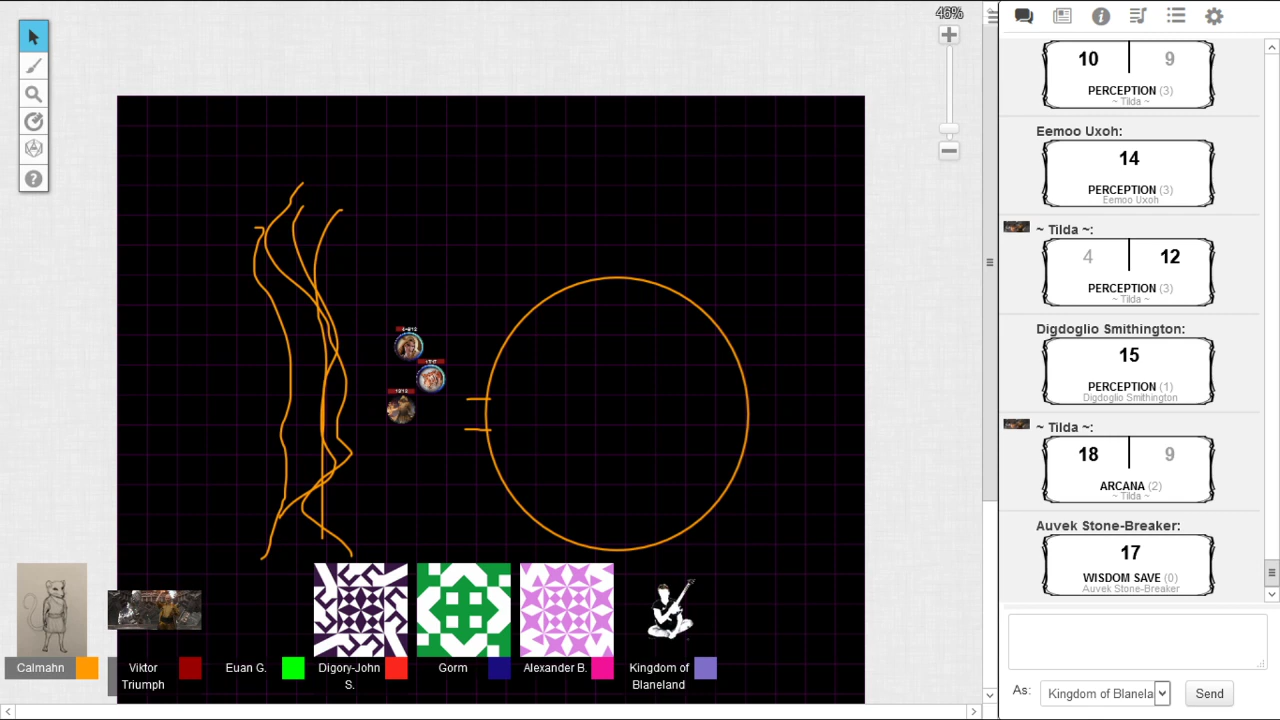 46%
10
9
PERCEPTION (3)
~ Tilda ~
Eemoo Uxoh:
14
PERCEPTION (3)
Eemoo Uxoh
~ Tilda ~:
4
12
PERCEPTION (3)
~ Tilda ~
Digdoglio Smithington:
15
PERCEPTION (1)
Digdoglio Smithington
~ Tilda ~:
18
9
ARCANA (2)
~ Tilda ~
Auvek Stone-Breaker:
17
WISDOM SAVE (0)
Auvek Stone-Breaker
Calmahn
Viktor
Triumph
Euan G.
Digory-John
S.
Gorm
Alexander B.
Kingdom of
Blaneland
As:
Kingdom of Blanela
Send